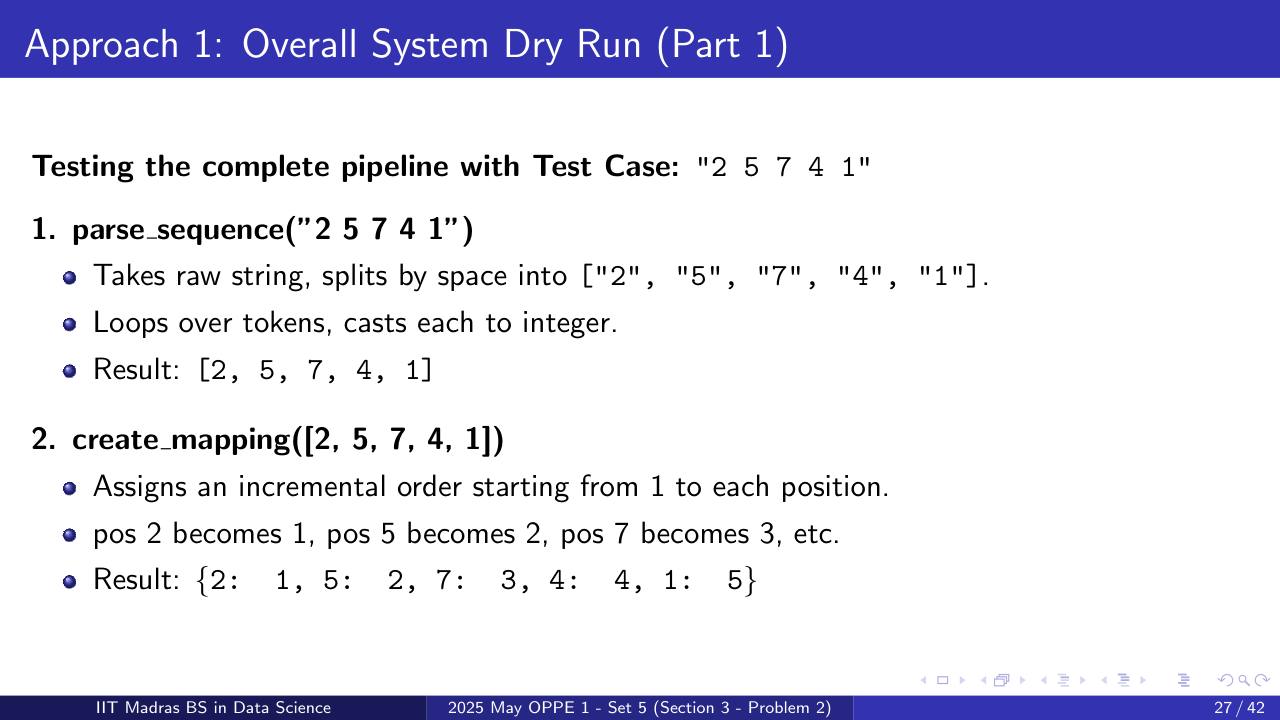 Approach 1: Overall System Dry Run (Part 1)
Testing the complete pipeline with Test Case: "2 5 7 4 1"
1. parse_sequence("2 5 7 4 1")
Takes raw string, splits by space into ["2", "5", "7", "4", "1"].
Loops over tokens, casts each to integer.
Result: [2, 5, 7, 4, 1]
2. create_mapping([2, 5, 7, 4, 1])
Assigns an incremental order starting from 1 to each position.
pos 2 becomes 1, pos 5 becomes 2, pos 7 becomes 3, etc.
Result: {2: 1, 5: 2, 7: 3, 4: 4, 1: 5}
IIT Madras BS in Data Science 2025 May OPPE 1 - Set 5 (Section 3 - Problem 2) 27 / 42